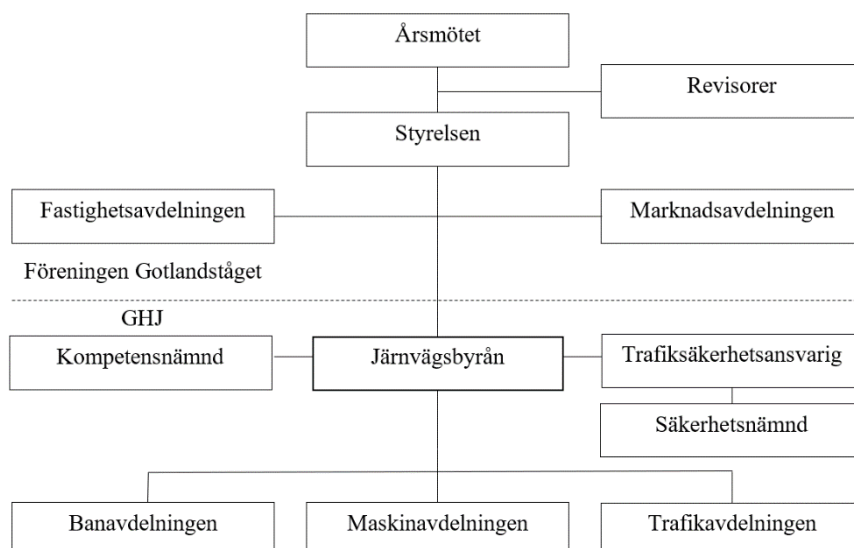 Årsmötet
Revisorer
Styrelsen
Fastighetsavdelningen
Marknadsavdelningen
Föreningen Gotlandståget
GHJ
Kompetensnämnd
Järnvägsbyrån
Trafiksäkerhetsansvarig
Säkerhetsnämnd
Banavdelningen
Maskinavdelningen
Trafikavdelningen